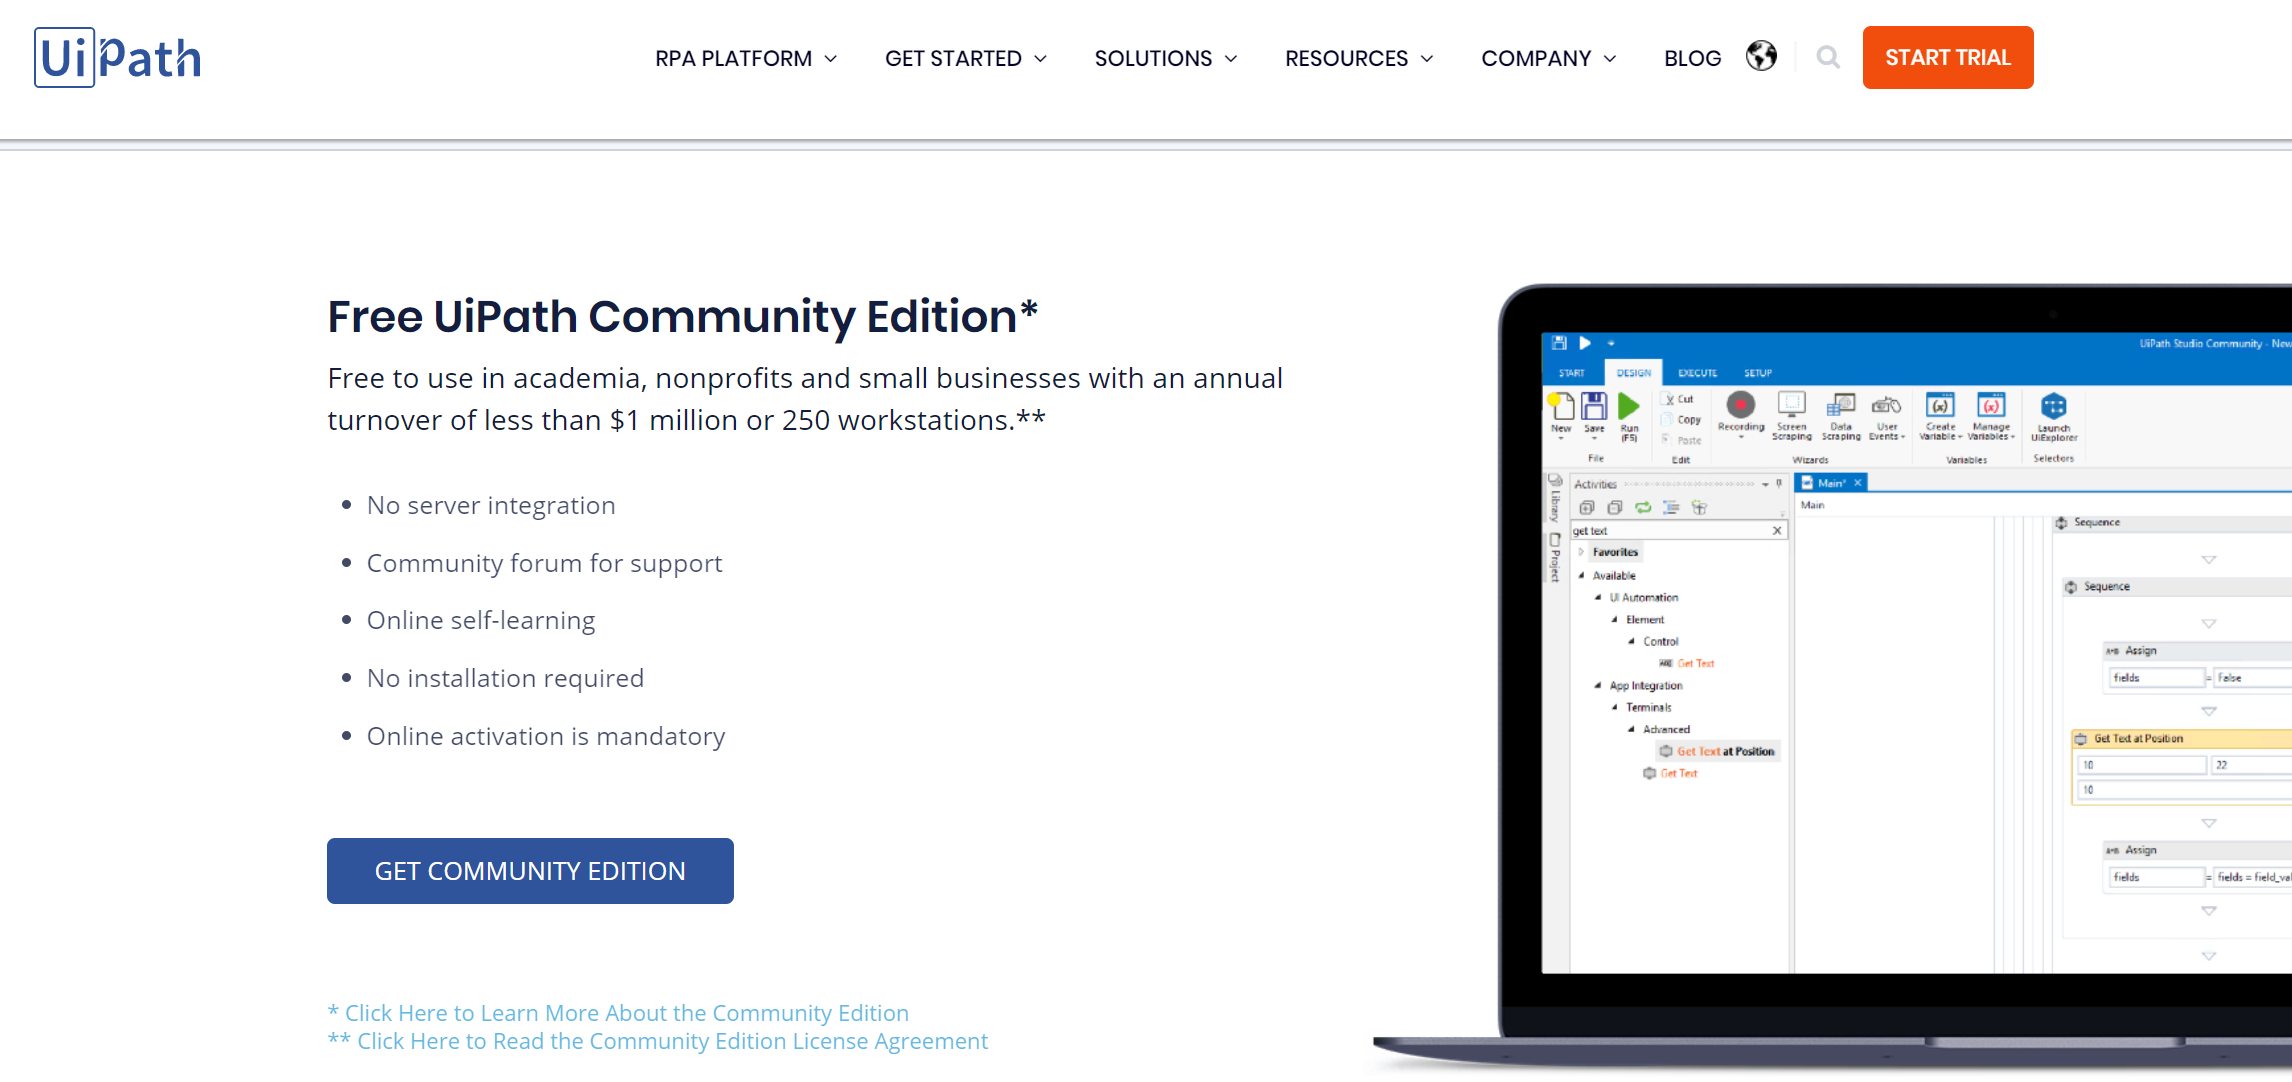 UiPath
RPA PLATFORM
GET STARTED
SOLUTIONS
RESOURCES
COMPANY
BLOG
START TRIAL
Free UiPath Community Edition*
Free to use in academia, nonprofits and small businesses with an annual
turnover of less than $1 million or 250 workstations.**
No server integration
Community forum for support
Online self-learning
No installation required
Online activation is mandatory
GET COMMUNITY EDITION
* Click Here to Learn More About the Community Edition
** Click Here to Read the Community Edition License Agreement
UiPath Studio Community - New
START DESIGN EXECUTE SETUP
New
Save
Run
(F5)
File
Cut
Copy
Paste
Edit
Recording
Screen
Scraping
Data
Scraping
User
Events
Wizards
Create
Variable
Manage
Variables
Variables
Launch
UiExplorer
Selectors
Library
Project
Activities
get text
Favorites
Available
UI Automation
Element
Control
Get Text
App Integration
Terminals
Advanced
Get Text at Position
Get Text
Main*
Main
Sequence
Sequence
A+B Assign
fields = False
Get Text at Position
10 22
10
A+B Assign
fields = fields = field_val